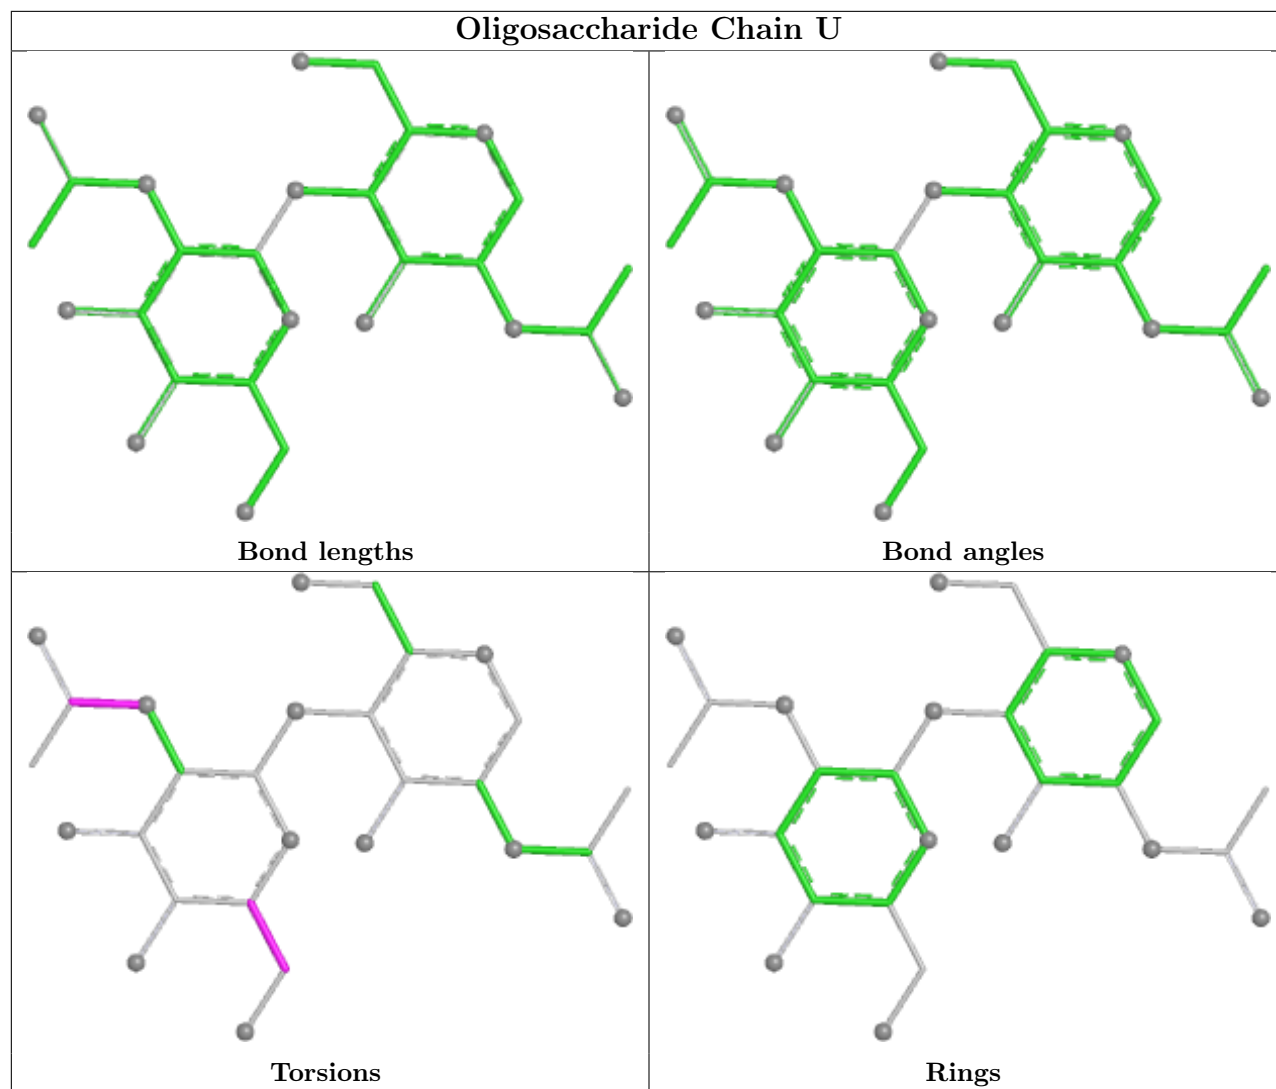 Oligosaccharide Chain U
Bond lengths
Bond angles
Torsions
Rings